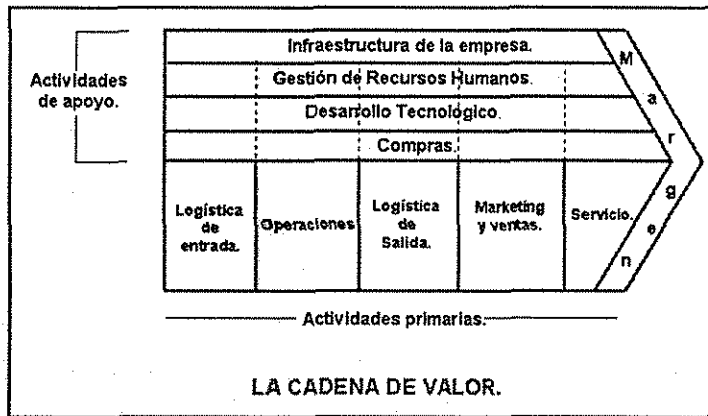 Infraestructura de la empresa.
Actividades
de apoyo.
Gestión de Recursos Humanos.
Desarrollo Tecnológico.
Compras.
Logística
de
entrada.
Operaciones
Logística
de
Salida.
Marketing
y ventas.
Servicio.
Margen
Actividades primarias.
LA CADENA DE VALOR.